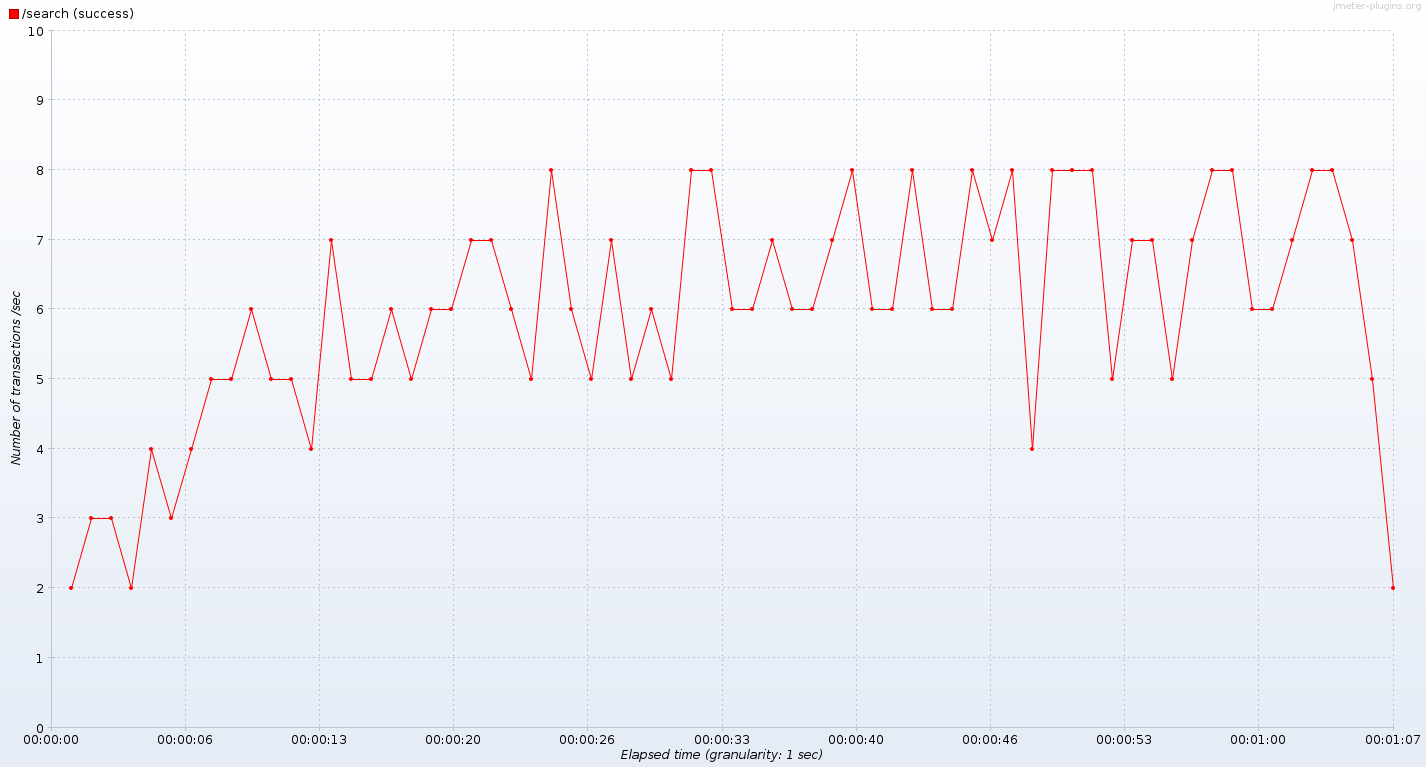 /search (success)
jmeter-plugins.org
10
9
8
7
6
5
4
3
2
1
0
Number of transactions /sec
00:00:00 00:00:06 00:00:13 00:00:20 00:00:26 00:00:33 00:00:40 00:00:46 00:00:53 00:01:00 00:01:07
Elapsed time (granularity: 1 sec)